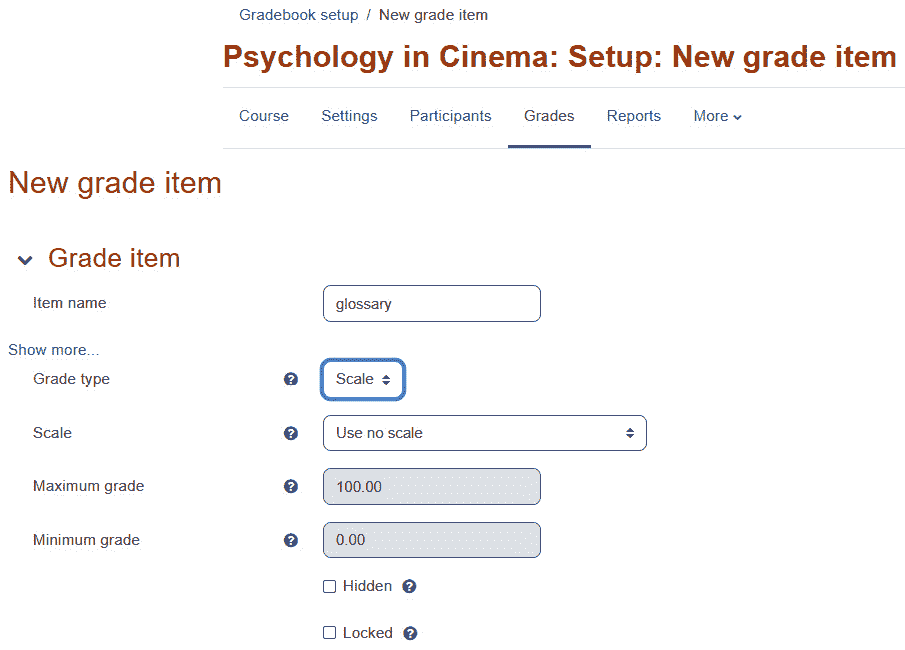 Gradebook setup / New grade item
Psychology in Cinema: Setup: New grade item
Course Settings Participants Grades Reports More
New grade item
Grade item
Item name glossary
Show more...
Grade type ? Scale
Scale ? Use no scale
Maximum grade ? 100.00
Minimum grade ? 0.00
Hidden ?
Locked ?